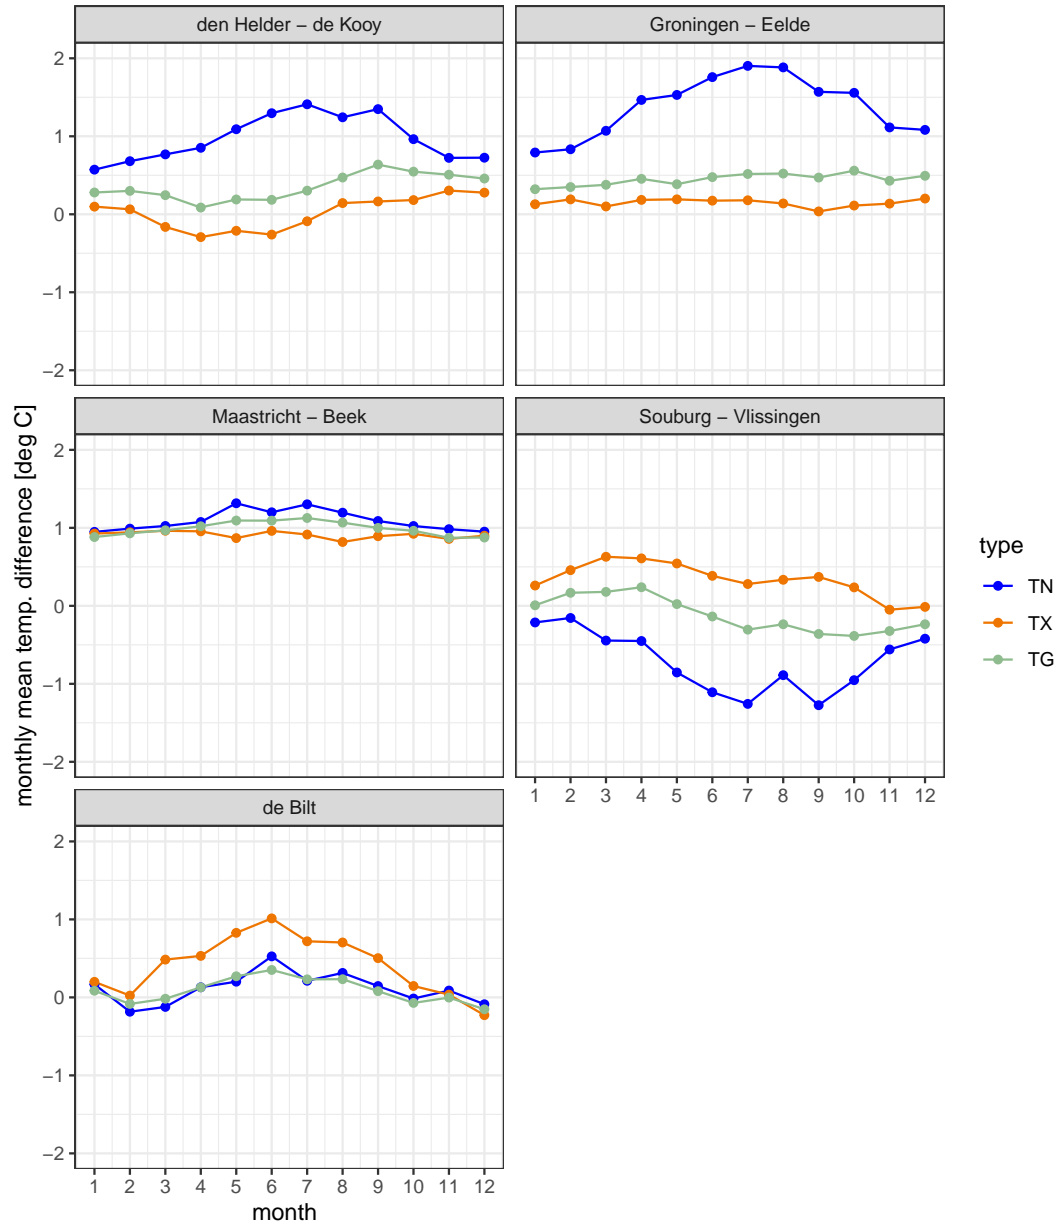 den Helder − de Kooy
Groningen − Eelde
2
1
0
−1
−2
Maastricht − Beek
Souburg − Vlissingen
2
1
0
−1
−2
1 2 3 4 5 6 7 8 9 10 11 12
de Bilt
2
1
0
−1
−2
1 2 3 4 5 6 7 8 9 10 11 12
month
monthly mean temp. difference [deg C]
type
TN
TX
TG